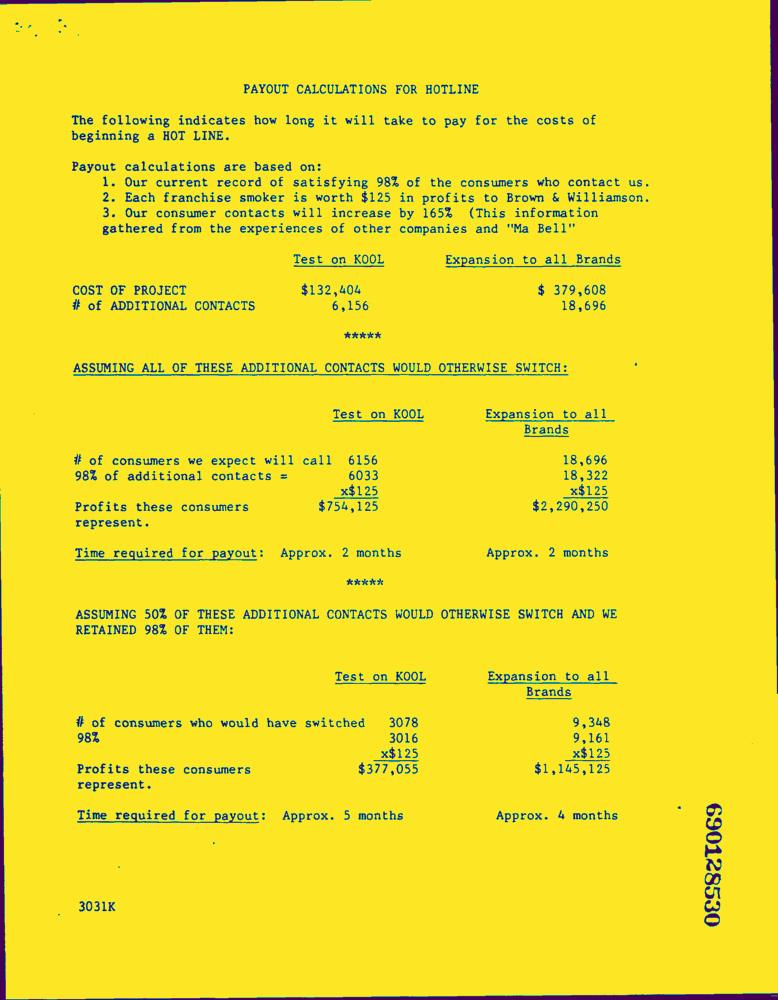 PAYOUT CALCULATIONS FOR HOTLINE
The following indicates how long it will take to pay for the costs of
beginning a HOT LINE.
Payout calculations are based on:
1. Our current record of satisfying 98% of the consumers who contact us.
2. Each franchise smoker is worth $125 in profits to Brown & Williamson.
3. Our consumer contacts will increase by 165% (This information
gathered from the experiences of other companies and "Ma Bell"
Test on KOOL Expansion to all Brands
COST OF PROJECT $132,404 $ 379,608
# of ADDITIONAL CONTACTS 6,156 18,696
*****
ASSUMING ALL OF THESE ADDITIONAL CONTACTS WOULD OTHERWISE SWITCH:
Test on KOOL Expansion to all
Brands
# of consumers we expect will call 6156 18,696
98% of additional contacts = 6033 18,322
x$125 x$125
Profits these consumers $754,125 $2,290,250
represent.
Time required for payout: Approx. 2 months Approx. 2 months
*****
ASSUMING 50% OF THESE ADDITIONAL CONTACTS WOULD OTHERWISE SWITCH AND WE
RETAINED 98% OF THEM:
Test on KOOL Expansion to all
Brands
# of consumers who would have switched 3078 9,348
98% 3016 9,161
x$125 x$125
Profits these consumers $377,055 $1,145,125
represent.
Time required for payout: Approx. 5 months Approx. 4 months
690128530
3031K